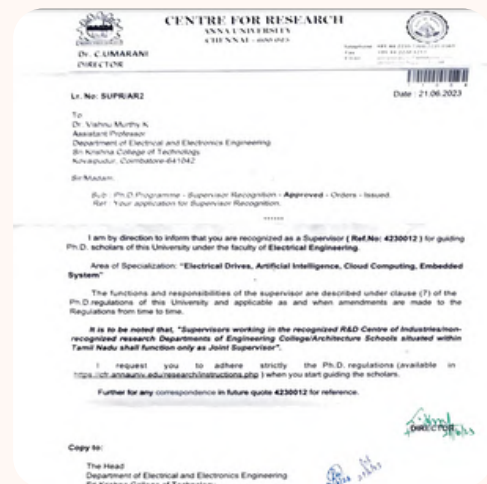 CENTRE FOR RESEARCH
ANNA UNIVERSITY
CHENNAI - 600 025
Dr. C.UMARANI
DIRECTOR
Lr. No: SUPR/AR2
Date : 21.06.2023
To
Dr. Vishnu Murthy K
Assistant Professor
Department of Electrical and Electronics Engineering
Sri Krishna College of Technology
Kovaipudur, Coimbatore-641042
Sir/Madam,
Sub : Ph.D.Programme - Supervisor Recognition - Approved - Orders - Issued.
Ref : Your application for Supervisor Recognition.
******
I am by direction to inform that you are recognized as a Supervisor ( Ref.No: 4230012 ) for guiding
Ph.D. scholars of this University under the faculty of Electrical Engineering.
Area of Specialization: "Electrical Drives, Artificial Intelligence, Cloud Computing, Embedded
System"
The functions and responsibilities of the supervisor are described under clause (7) of the
Ph.D.regulations of this University and applicable as and when amendments are made to the
Regulations from time to time.
It is to be noted that, "Supervisors working in the recognized R&D Centre of Industries/non-
recognized research Departments of Engineering College/Architecture Schools situated within
Tamil Nadu shall function only as Joint Supervisor".
I request you to adhere strictly the Ph.D. regulations (available in
https://cfr.annauniv.edu/research/instructions.php ) when you start guiding the scholars.
Further for any correspondence in future quote 4230012 for reference.
DIRECTOR
Copy to:
The Head
Department of Electrical and Electronics Engineering
Sri Krishna College of Technology